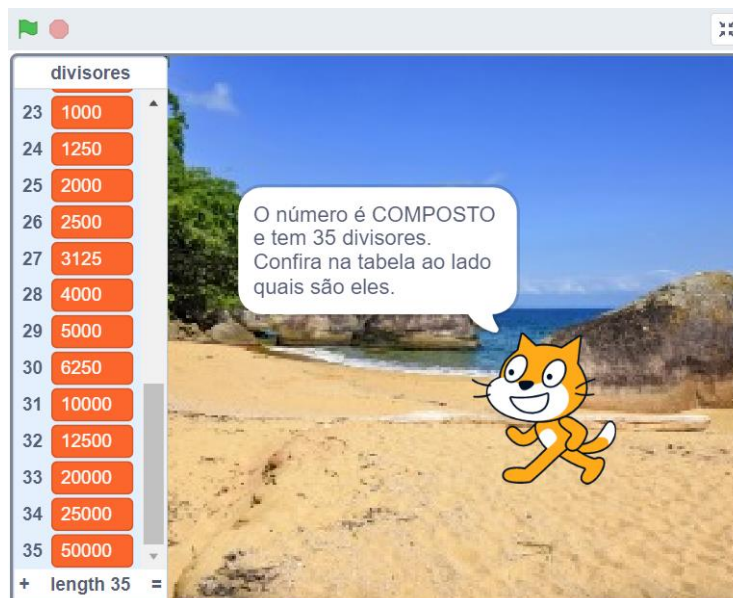 divisores
23 1000
24 1250
25 2000
26 2500
27 3125
28 4000
29 5000
30 6250
31 10000
32 12500
33 20000
34 25000
35 50000
+ length 35 =
O número é COMPOSTO
e tem 35 divisores.
Confira na tabela ao lado
quais são eles.